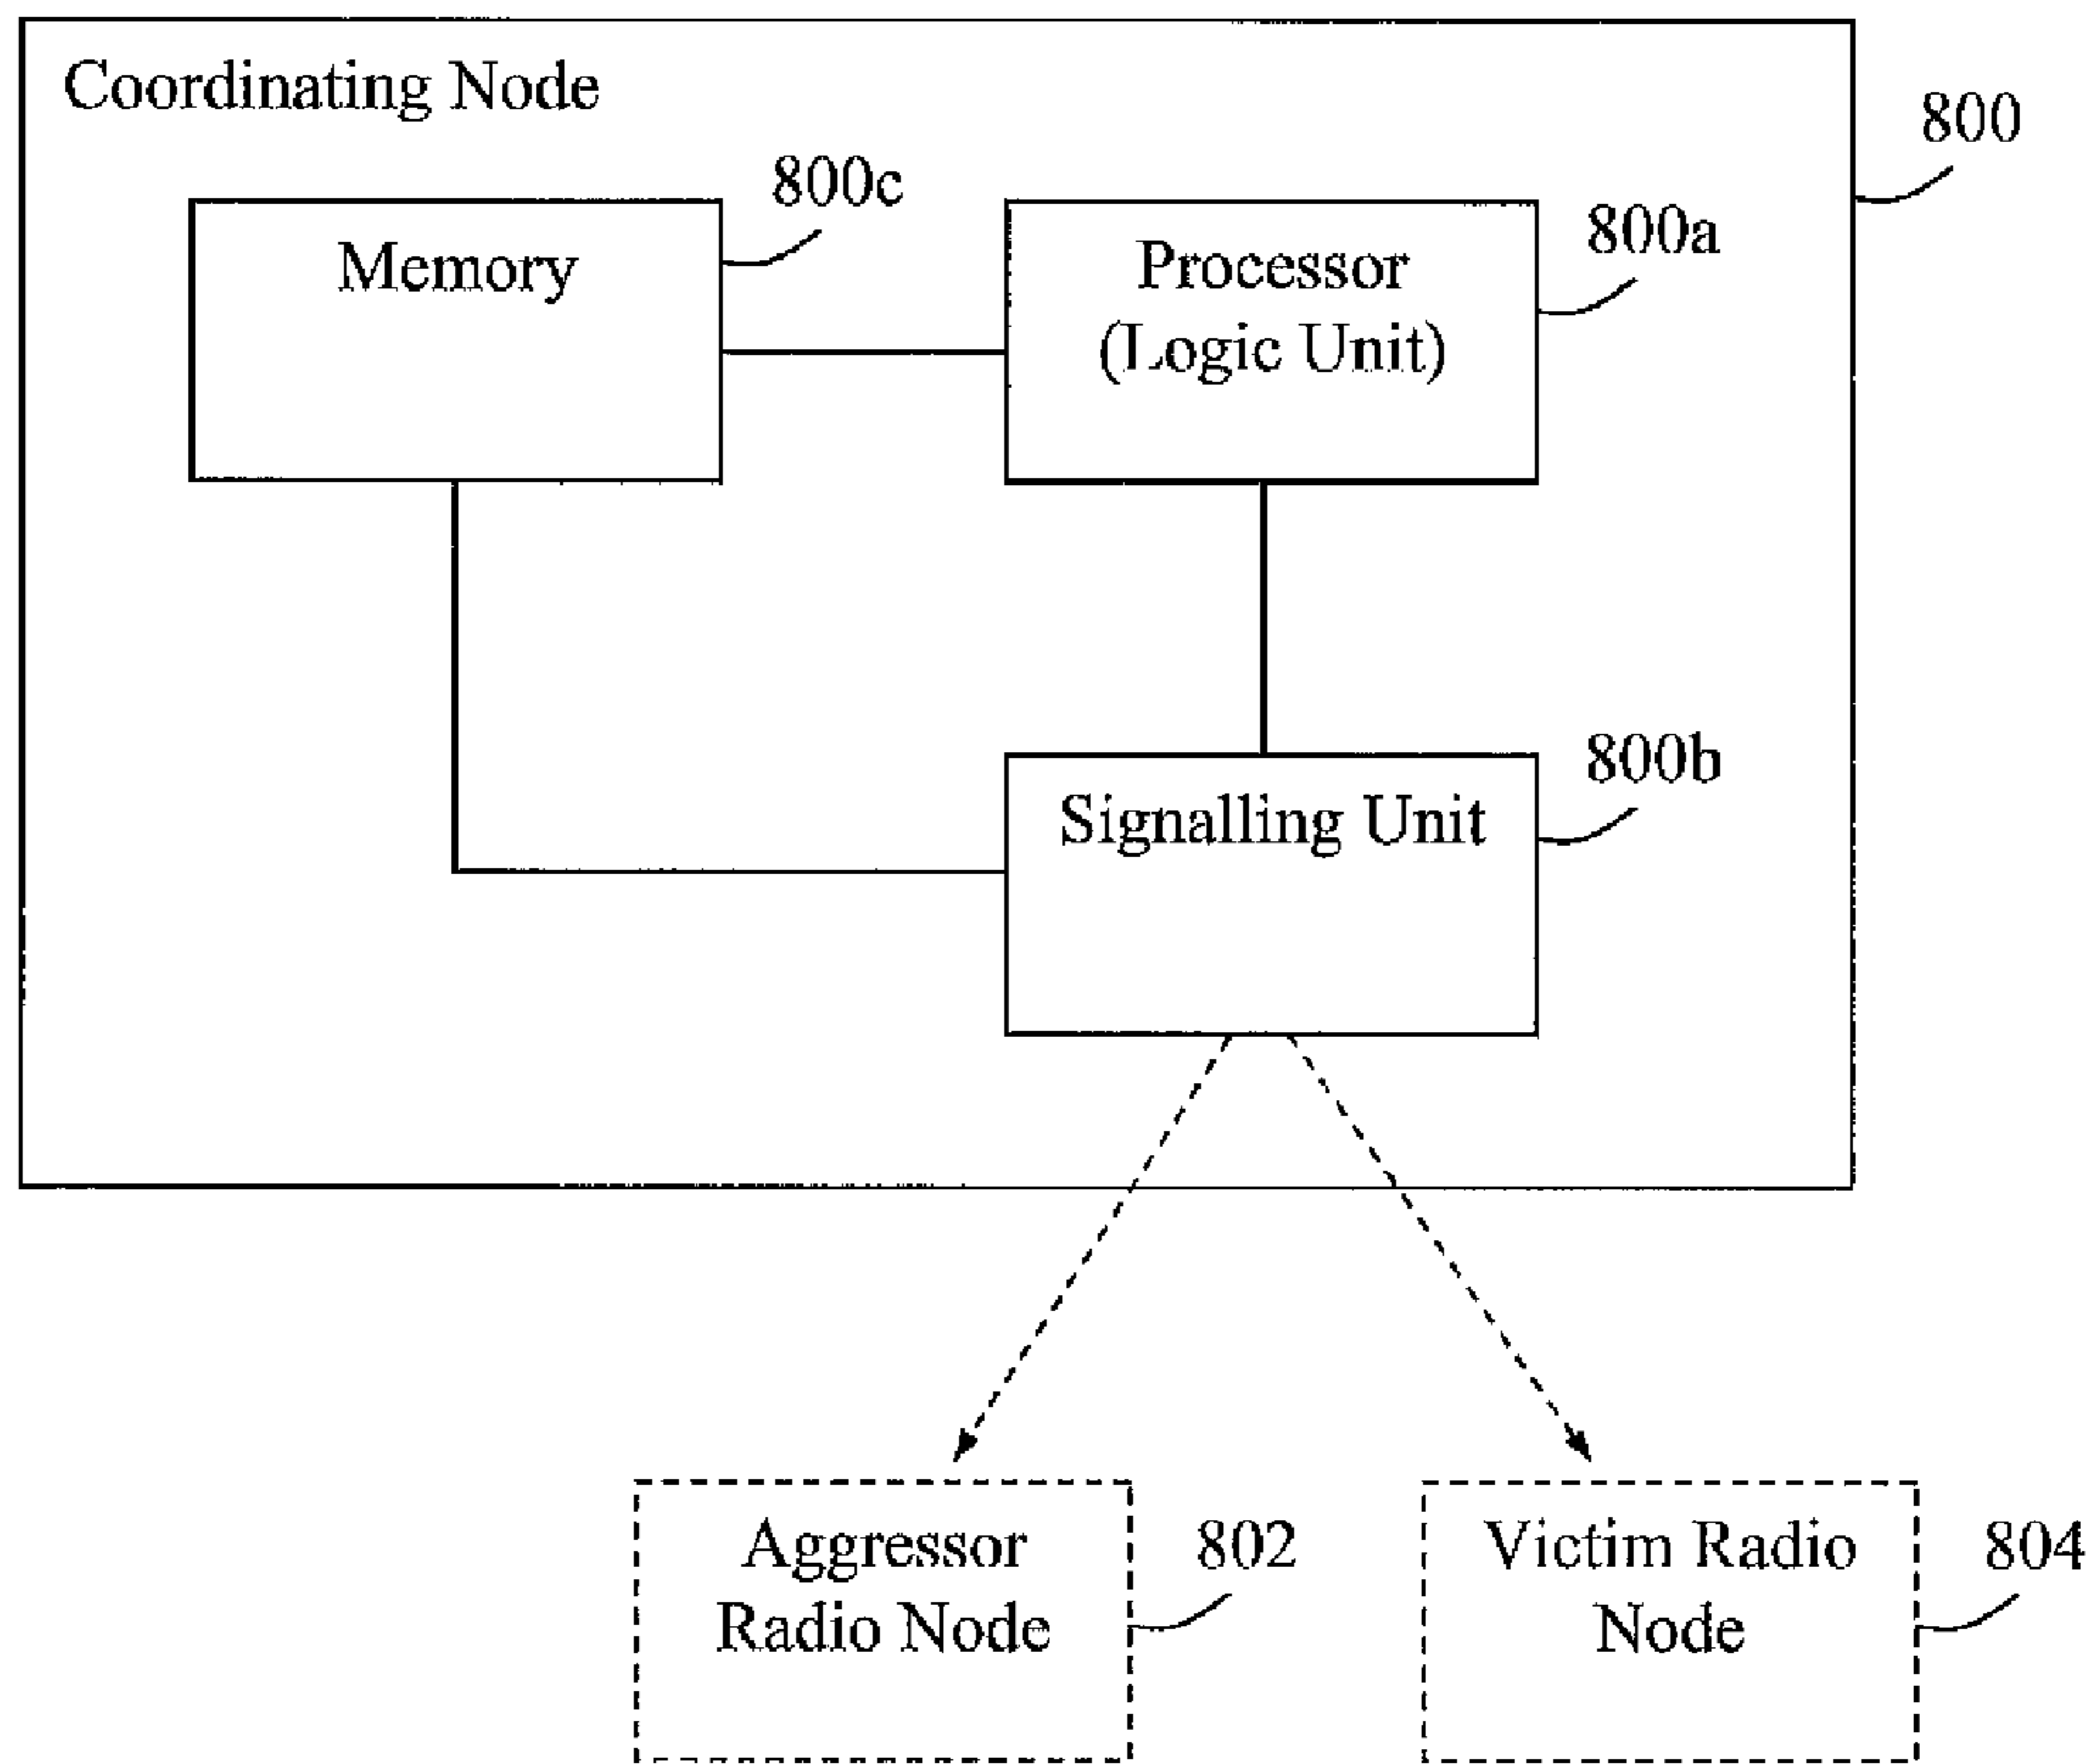 Coordinating Node
800
800c
Memory
Processor
(Logic Unit)
800a
Signalling Unit
800b
Aggressor
Radio Node
802
Victim Radio
Node
804